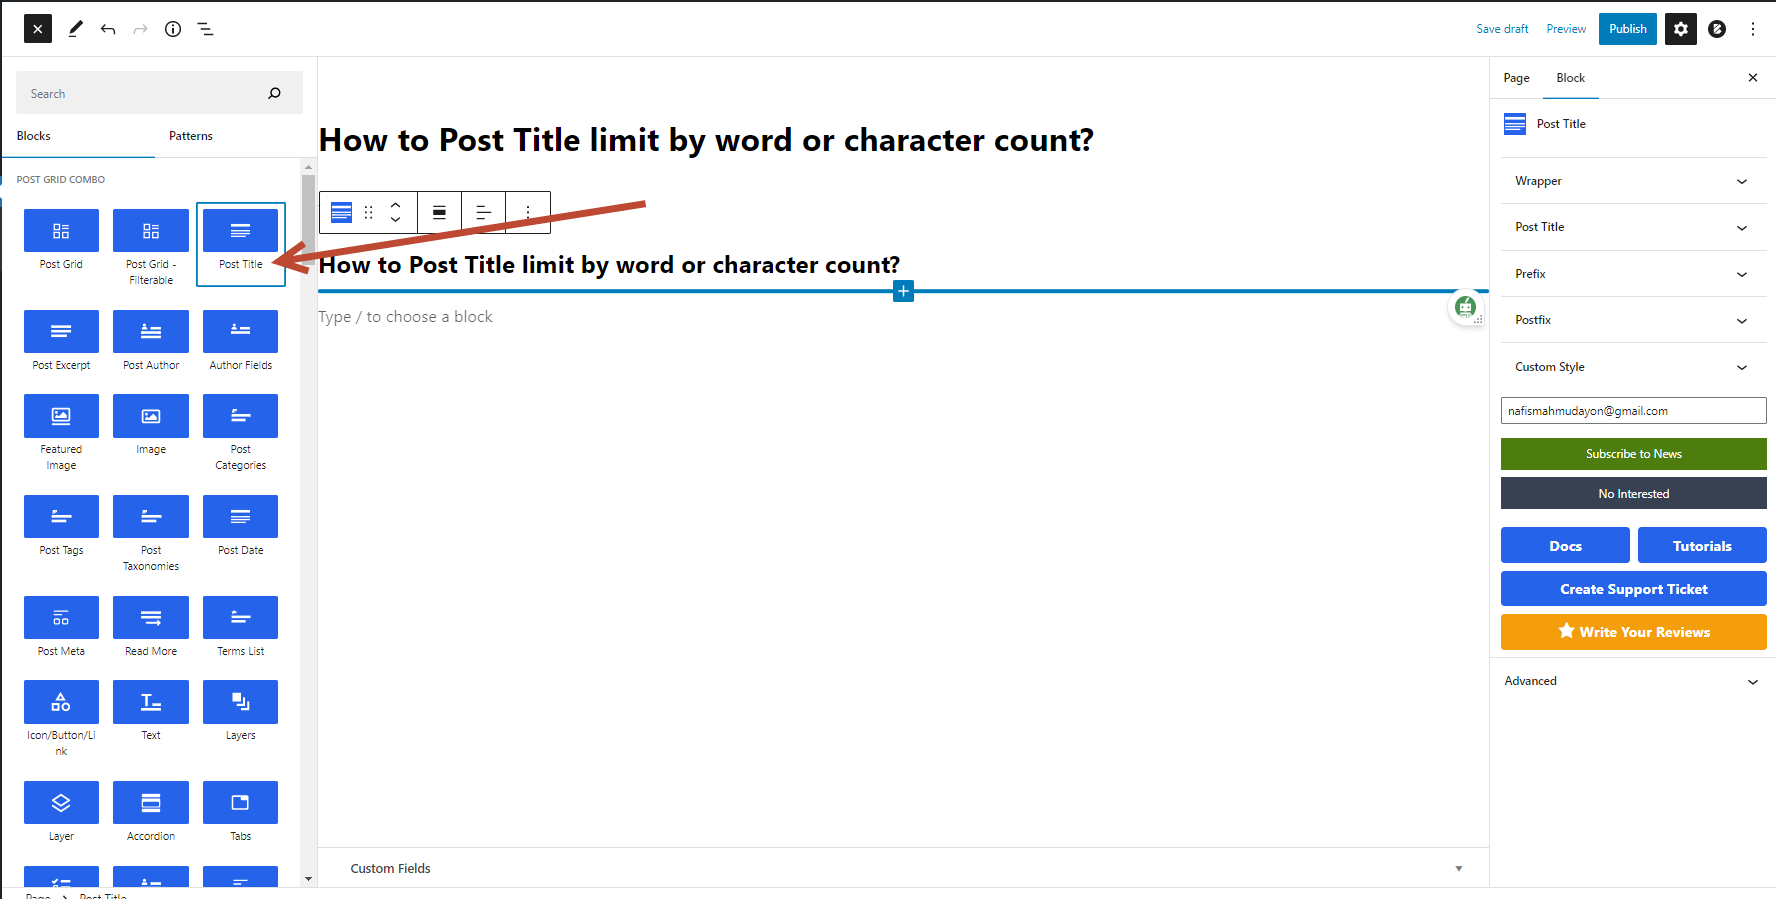 Save draft
Preview
Publish
Search
Blocks
Patterns
POST GRID COMBO
Post Grid
Post Grid -
Filterable
Post Title
Post Excerpt
Post Author
Author Fields
Featured
Image
Image
Post
Categories
Post Tags
Post
Taxonomies
Post Date
Post Meta
Read More
Terms List
Icon/Button/Li
nk
Text
Layers
Layer
Accordion
Tabs
How to Post Title limit by word or character count?
How to Post Title limit by word or character count?
Type / to choose a block
Custom Fields
Page
Block
Post Title
Wrapper
Post Title
Prefix
Postfix
Custom Style
nafismahmudayon@gmail.com
Subscribe to News
No Interested
Docs
Tutorials
Create Support Ticket
Write Your Reviews
Advanced
Page > Post Title